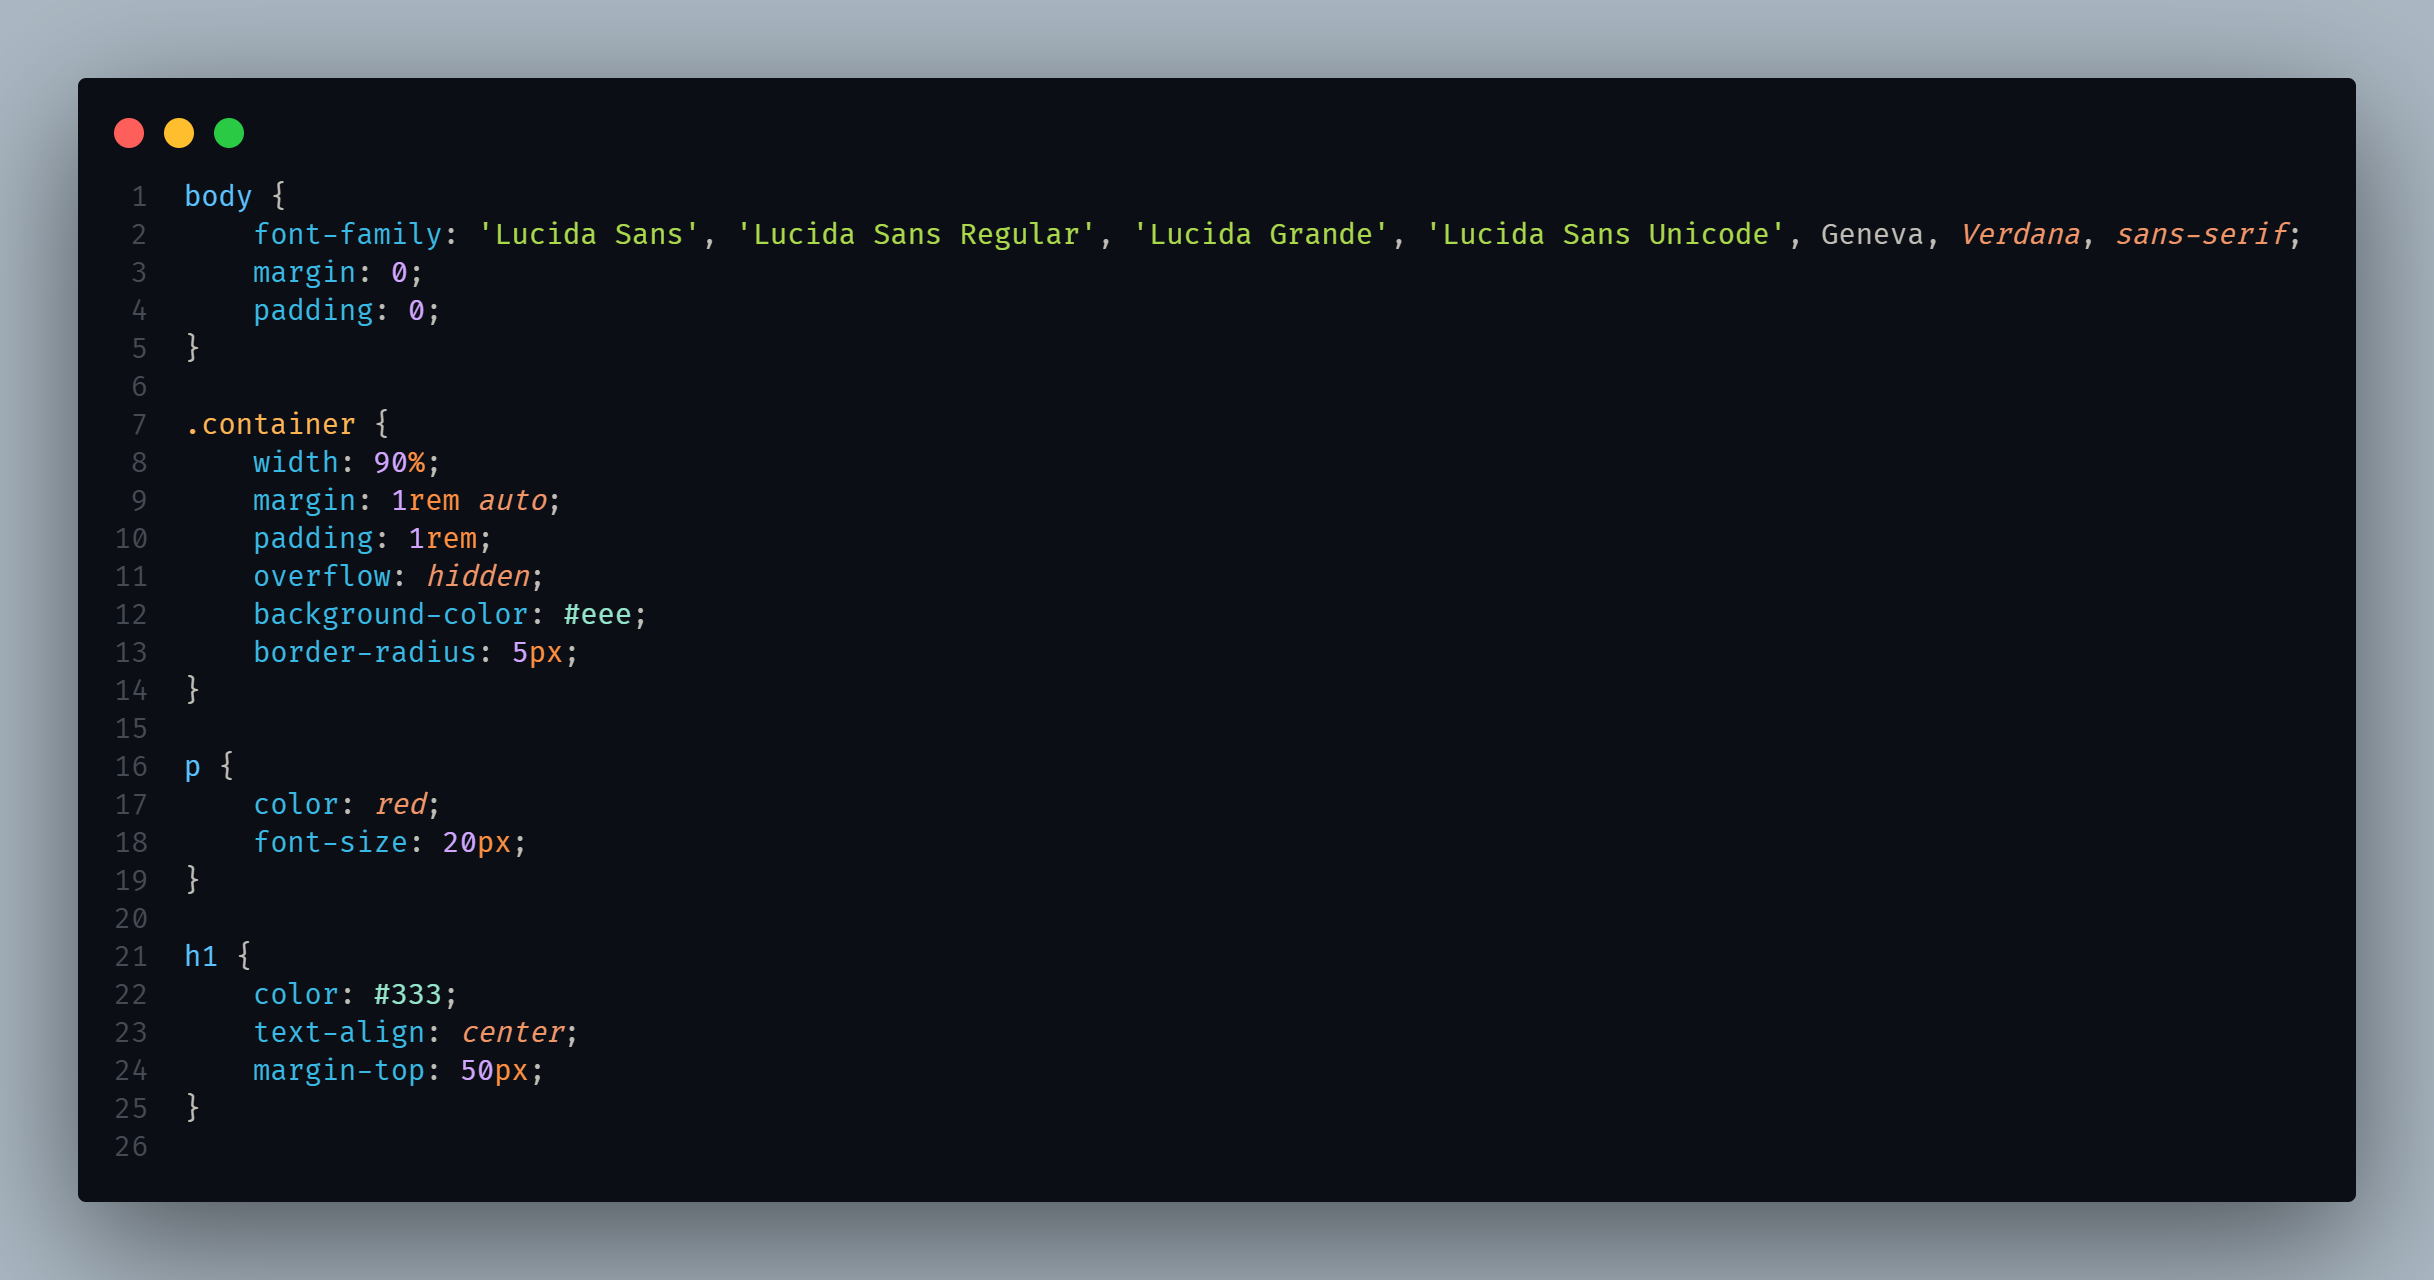 1 body {
2     font-family: 'Lucida Sans', 'Lucida Sans Regular', 'Lucida Grande', 'Lucida Sans Unicode', Geneva, Verdana, sans-serif;
3     margin: 0;
4     padding: 0;
5 }
6
7 .container {
8     width: 90%;
9     margin: 1rem auto;
10     padding: 1rem;
11     overflow: hidden;
12     background-color: #eee;
13     border-radius: 5px;
14 }
15
16 p {
17     color: red;
18     font-size: 20px;
19 }
20
21 h1 {
22     color: #333;
23     text-align: center;
24     margin-top: 50px;
25 }
26